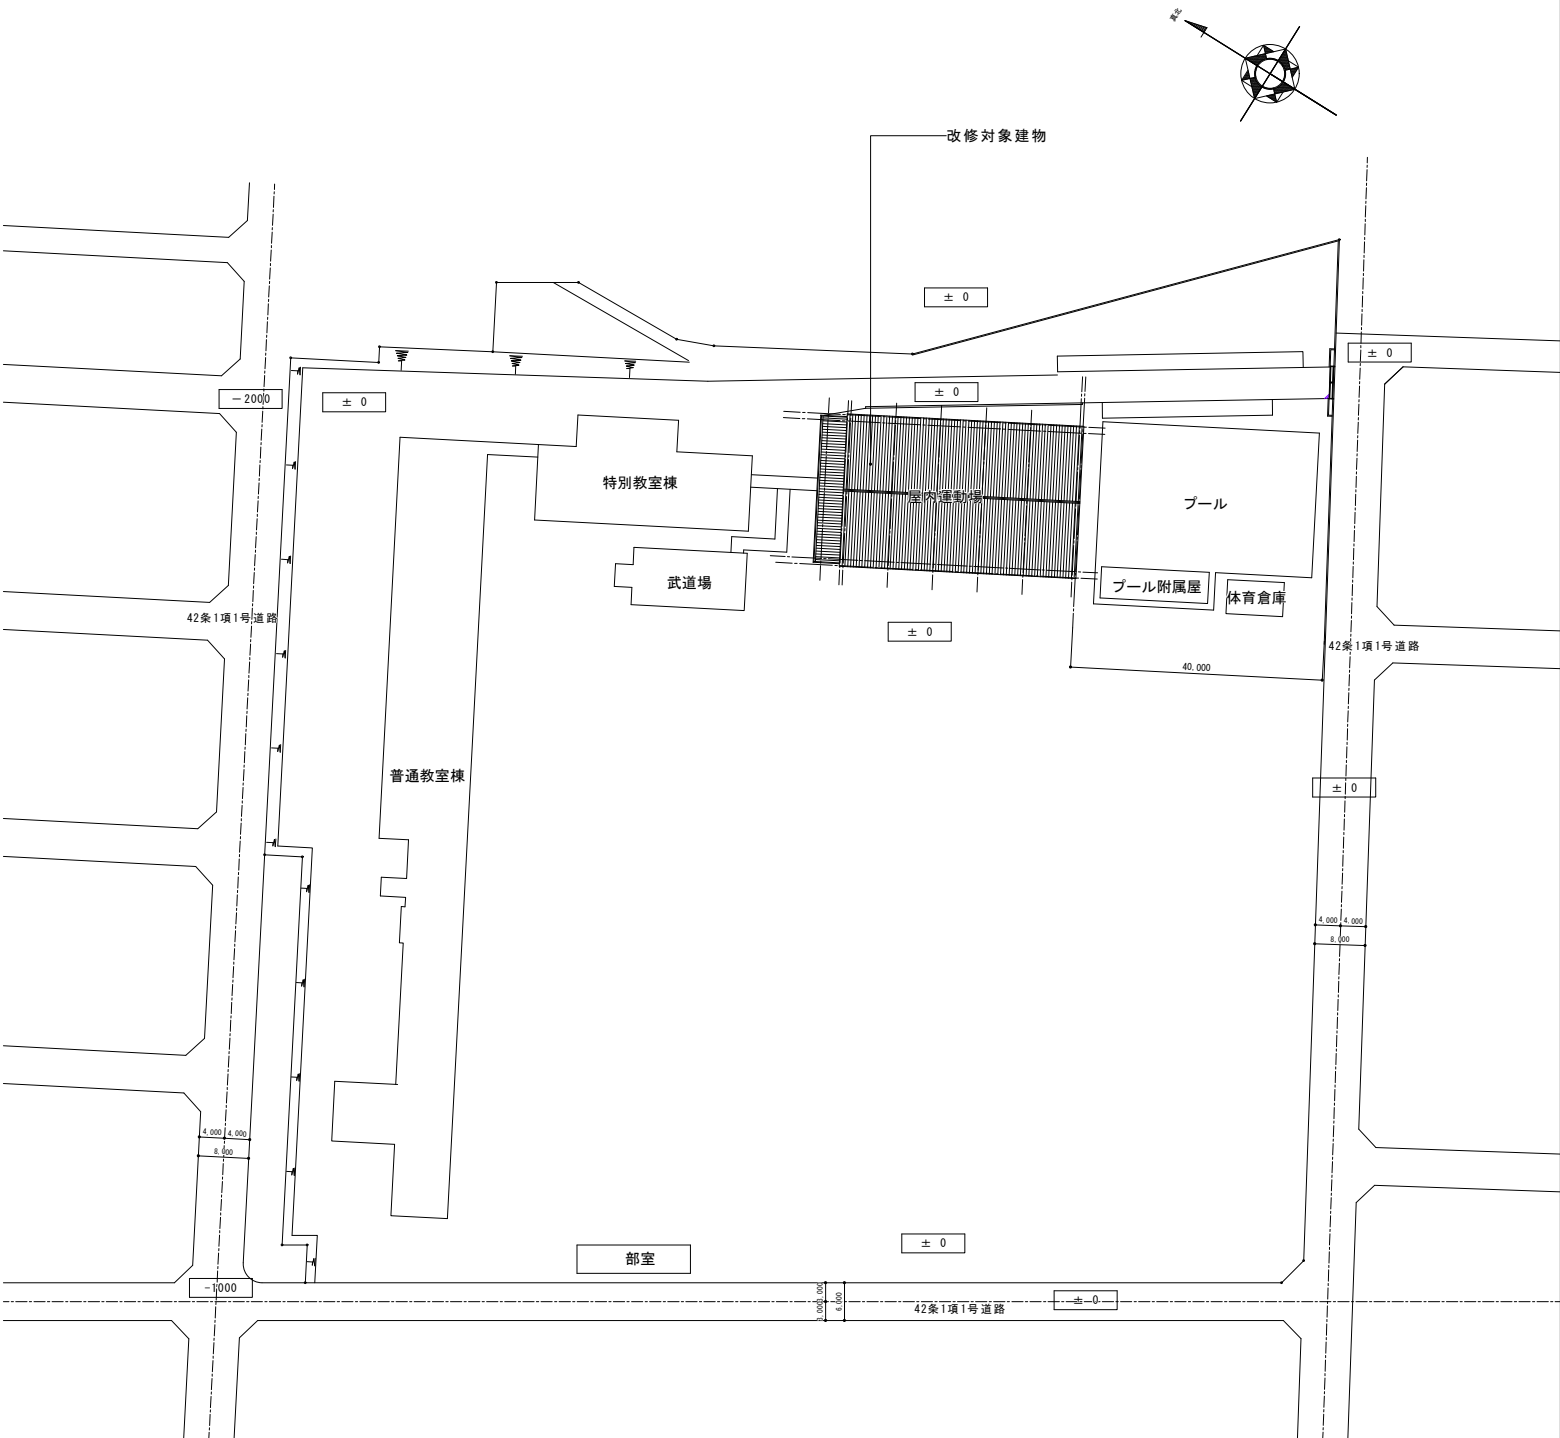 真北
改修対象建物
± 0
± 0
± 0
－2000
± 0
特別教室棟
屋内運動場
プール
武道場
プール附属屋
体育倉庫
42条1項1号道路
± 0
42条1項1号道路
40,000
普通教室棟
± 0
4,000
4,000
8,000
4,000
4,000
8,000
± 0
部室
-1000
3,000
3,000
6,000
42条1項1号道路
± 0